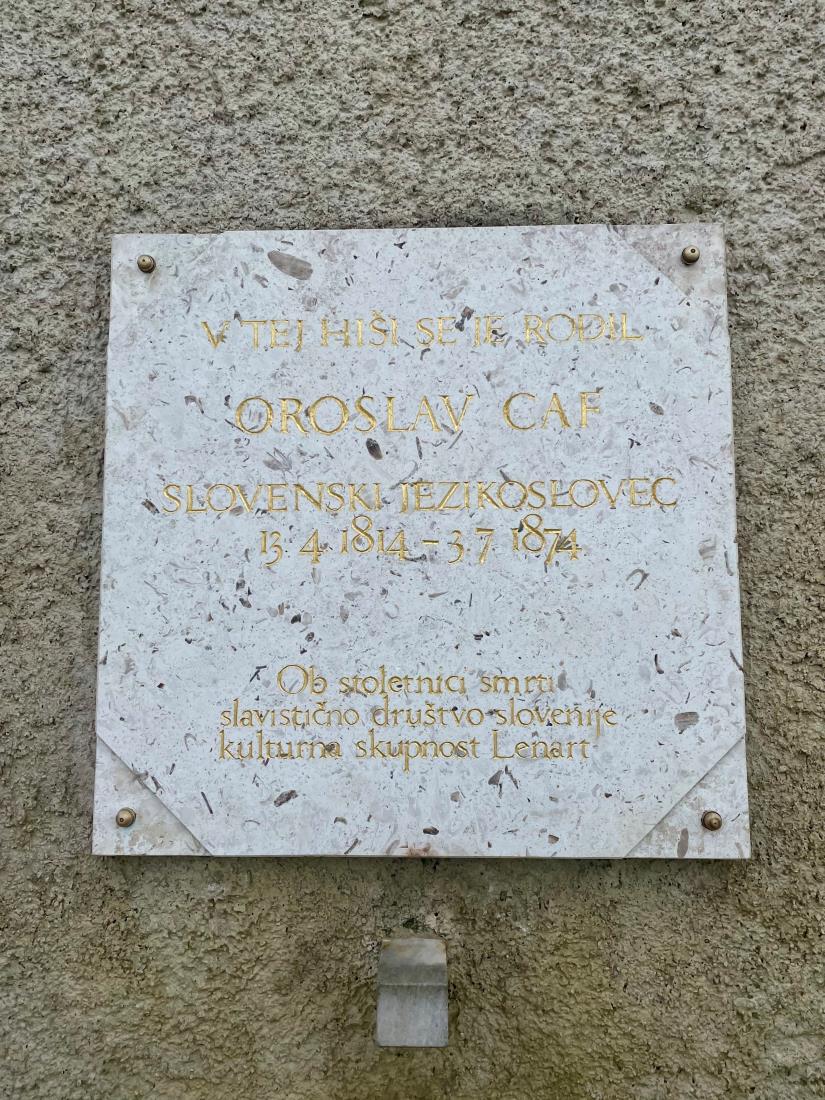 V TEJ HIŠI SE JE RODIL
OROSLAV CAF
SLOVENSKI JEZIKOSLOVEC
13. 4. 1814 – 3. 7 1874
Ob stoletnici smrti
slavistično društvo slovenije
kulturna skupnost Lenart